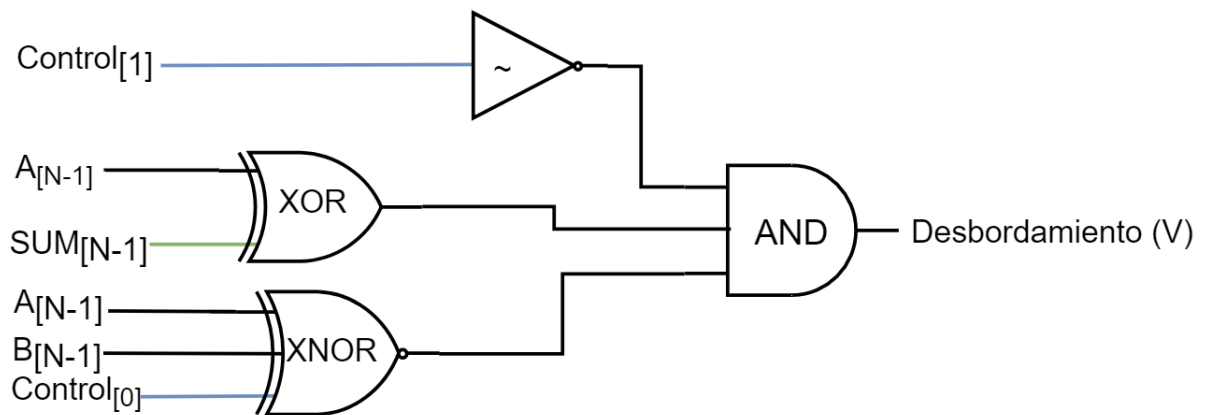 Control[1]
~
A[N-1]
XOR
SUM[N-1]
AND
Desbordamiento (V)
A[N-1]
B[N-1]
XNOR
Control[0]